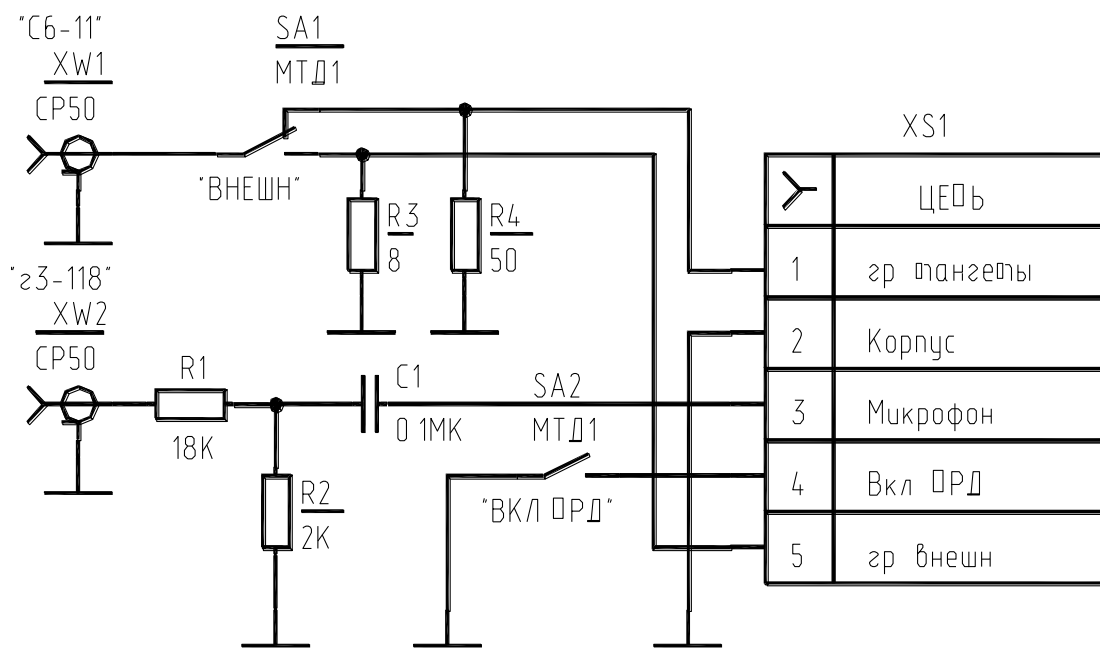 "С6-11"
XW1
СР50
SA1
МТД1
"ВНЕШН"
R3
8
R4
50
"г3-118"
XW2
СР50
R1
18К
R2
2К
C1
0 1МК
SA2
МТД1
"ВКЛ ПРД"
XS1
ЦЕПЬ
1 гр тангеты
2 Корпус
3 Микрофон
4 Вкл ПРД
5 гр внешн